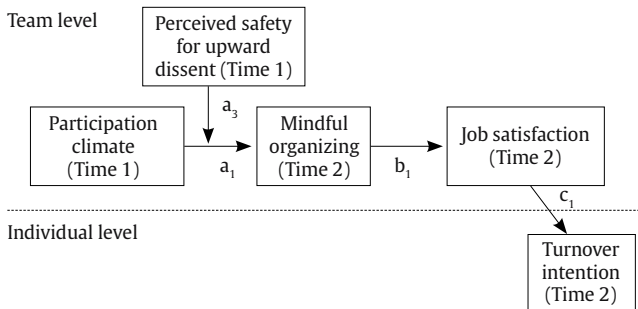 Team level
Perceived safety
for upward
dissent (Time 1)
a3
Participation
climate
(Time 1)
a1
Mindful
organizing
(Time 2)
b1
Job satisfaction
(Time 2)
c1
Individual level
Turnover
intention
(Time 2)